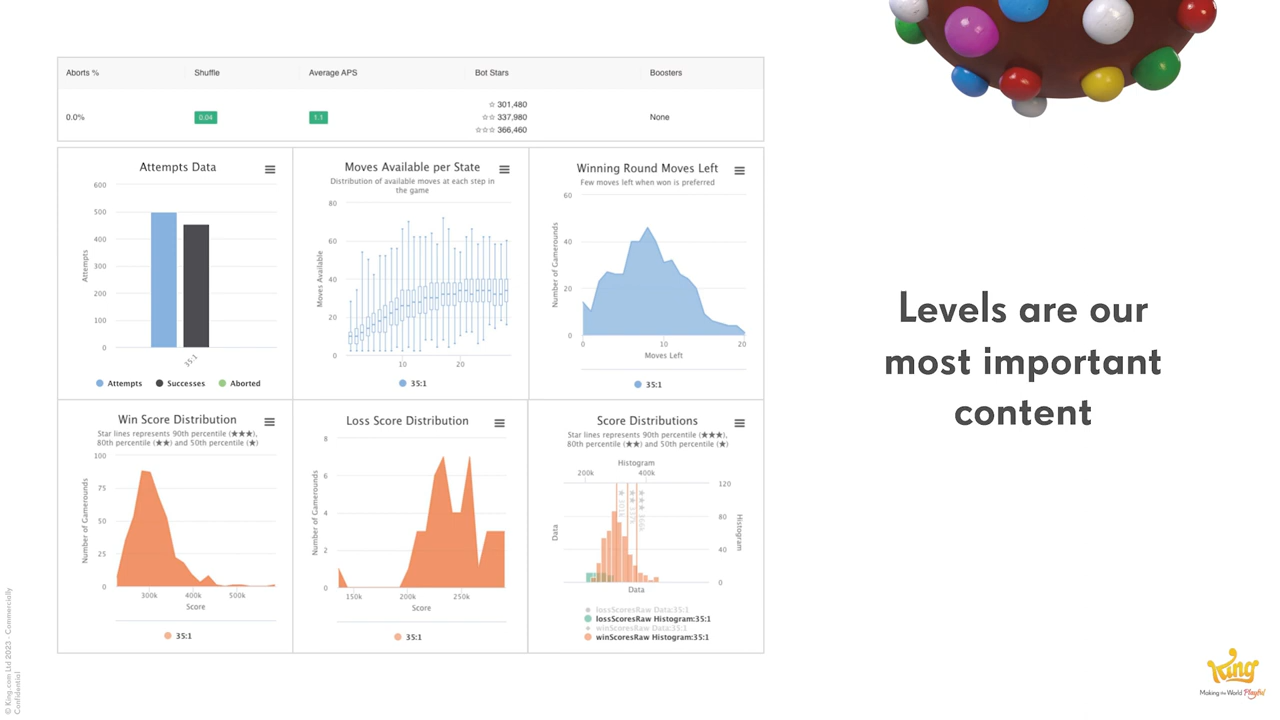 Aborts % Shuffle Average APS Bot Stars Boosters
☆ 301,480
0.0% 0.04 1.1 ☆☆ 337,980 None
☆☆☆ 366,460
Attempts Data
600
500
400
300
200
100
0
Attempts
35:1
Attempts Successes Aborted
Moves Available per State
Distribution of available moves at each step in
the game
80
60
40
20
0
Moves Available
10 20
35:1
Winning Round Moves Left
Few moves left when won is preferred
60
40
20
0
Number of Gamerounds
0 10 20
Moves Left
35:1
Win Score Distribution
Star lines represents 90th percentile (★★★),
80th percentile (★★) and 50th percentile (★)
100
75
50
25
0
Number of Gamerounds
300k 400k 500k
Score
35:1
Loss Score Distribution
8
6
4
2
0
Number of Gamerounds
150k 200k 250k
Score
35:1
Score Distributions
Star lines represents 90th percentile (★★★),
80th percentile (★★) and 50th percentile (★)
Histogram
200k 400k
120
80
40
0
Data
Histogram
Data
lossScoresRaw Data:35:1
lossScoresRaw Histogram:35:1
winScoresRaw Data:35:1
winScoresRaw Histogram:35:1
Levels are our
most important
content
© King.com Ltd 2023 - Commercially
Confidential
King
Making the World Playful